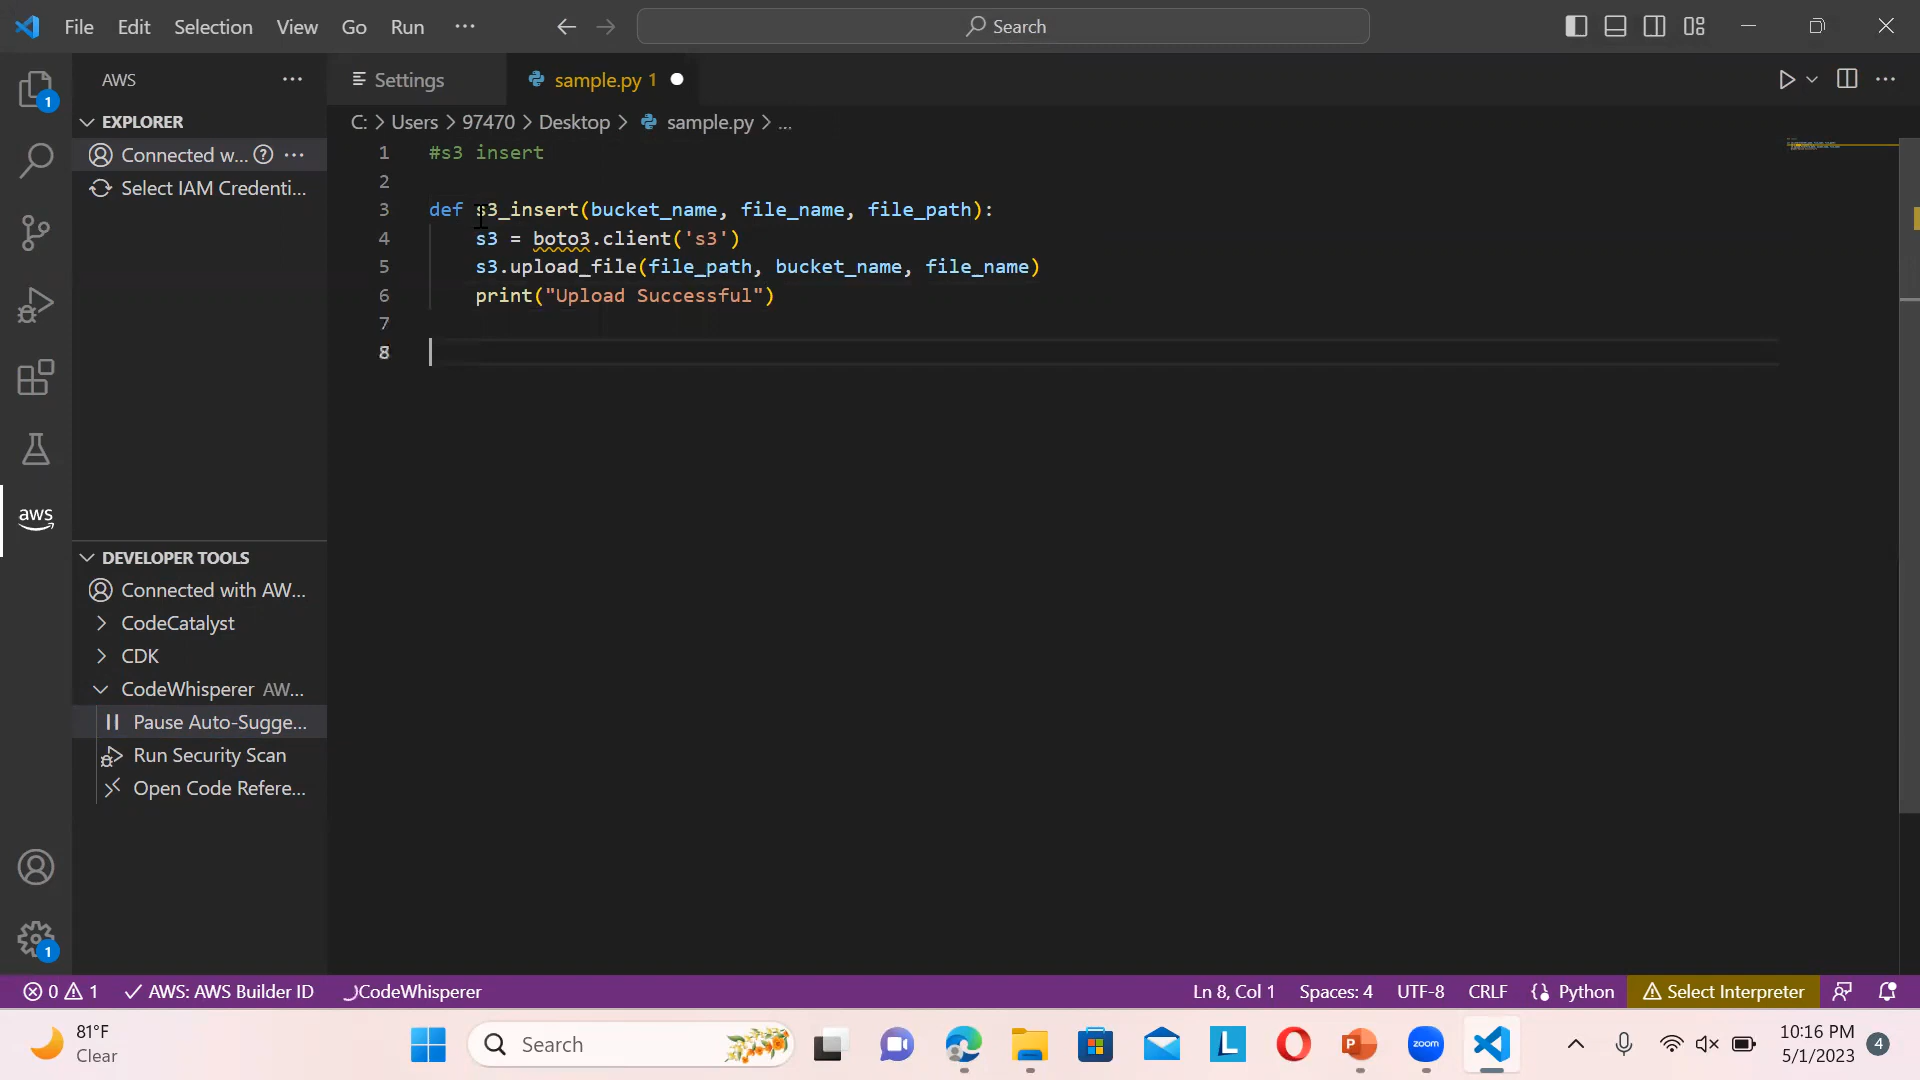 File Edit Selection View Go Run ··· Search
AWS ···
Settings
sample.py 1
EXPLORER
C: > Users > 97470 > Desktop > sample.py > ...
Connected w... ···
Select IAM Credenti...
1 #s3 insert
2
3 def s3_insert(bucket_name, file_name, file_path):
4 s3 = boto3.client('s3')
5 s3.upload_file(file_path, bucket_name, file_name)
6 print("Upload Successful")
7
8
1
aws
DEVELOPER TOOLS
Connected with AW...
CodeCatalyst
CDK
CodeWhisperer AW...
Pause Auto-Sugge...
Run Security Scan
Open Code Refere...
1
0 1 AWS: AWS Builder ID CodeWhisperer Ln 8, Col 1 Spaces: 4 UTF-8 CRLF Python Select Interpreter
81°F
Clear
Search
L
P
zoom
10:16 PM
5/1/2023
4